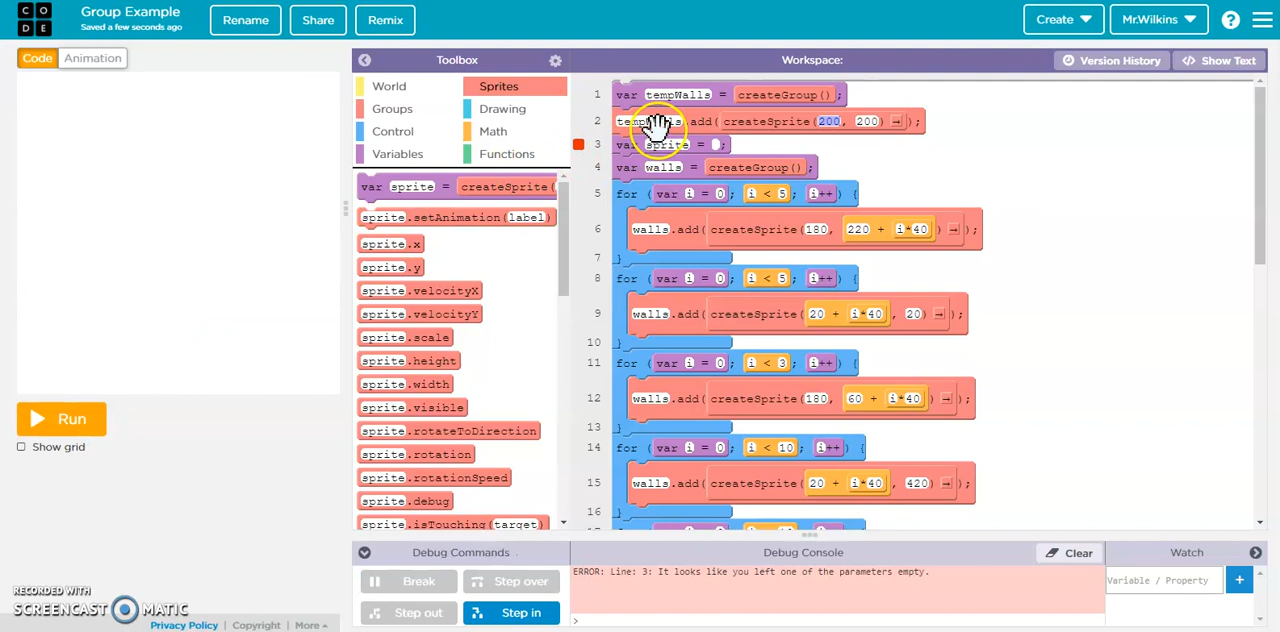 C O D E
Group Example
Saved a few seconds ago
Rename
Share
Remix
Create
Mr.Wilkins
?
Code
Animation
Toolbox
World
Sprites
Groups
Drawing
Control
Math
Variables
Functions
var sprite = createSprite(
sprite.setAnimation(label)
sprite.x
sprite.y
sprite.velocityX
sprite.velocityY
sprite.scale
sprite.height
sprite.width
sprite.visible
sprite.rotateToDirection
sprite.rotation
sprite.rotationSpeed
sprite.debug
sprite.isTouching(target)
Workspace:
Version History
Show Text
1 var tempWalls = createGroup();
2 tempWalls.add(createSprite(200, 200) → );
3 var sprite = ;
4 var walls = createGroup();
5 for (var i = 0; i < 5; i++) {
6 walls.add( createSprite(180, 220 + i*40 ) → );
7 }
8 for (var i = 0; i < 5; i++) {
9 walls.add( createSprite( 20 + i*40 , 20) → );
10 }
11 for (var i = 0; i < 3; i++) {
12 walls.add( createSprite(180, 60 + i*40 ) → );
13 }
14 for (var i = 0; i < 10; i++) {
15 walls.add( createSprite( 20 + i*40 , 420) → );
16 }
Run
Show grid
Debug Commands
Break
Step over
Step out
Step in
Debug Console
Clear
ERROR: Line: 3: It looks like you left one of the parameters empty.
>
Watch
Variable / Property
+
RECORDED WITH
SCREENCAST MATIC
Privacy Policy | Copyright | More